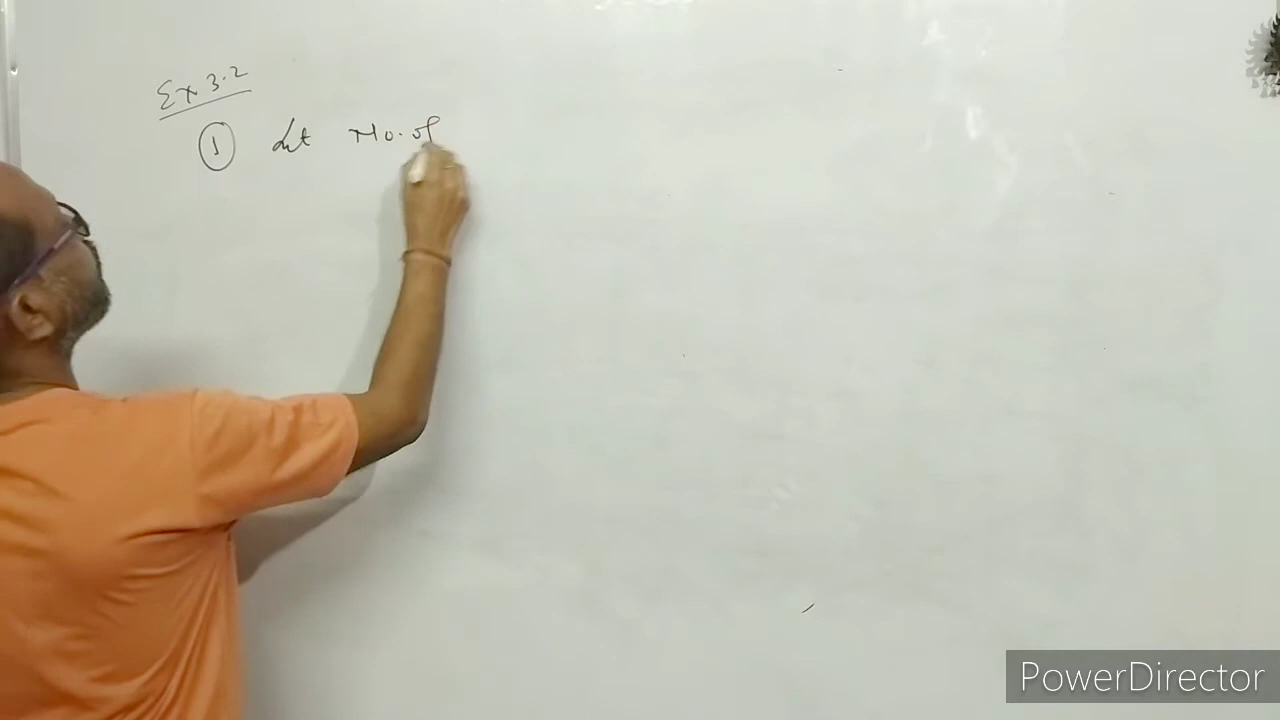 Ex 3.2
① Let No. of
PowerDirector